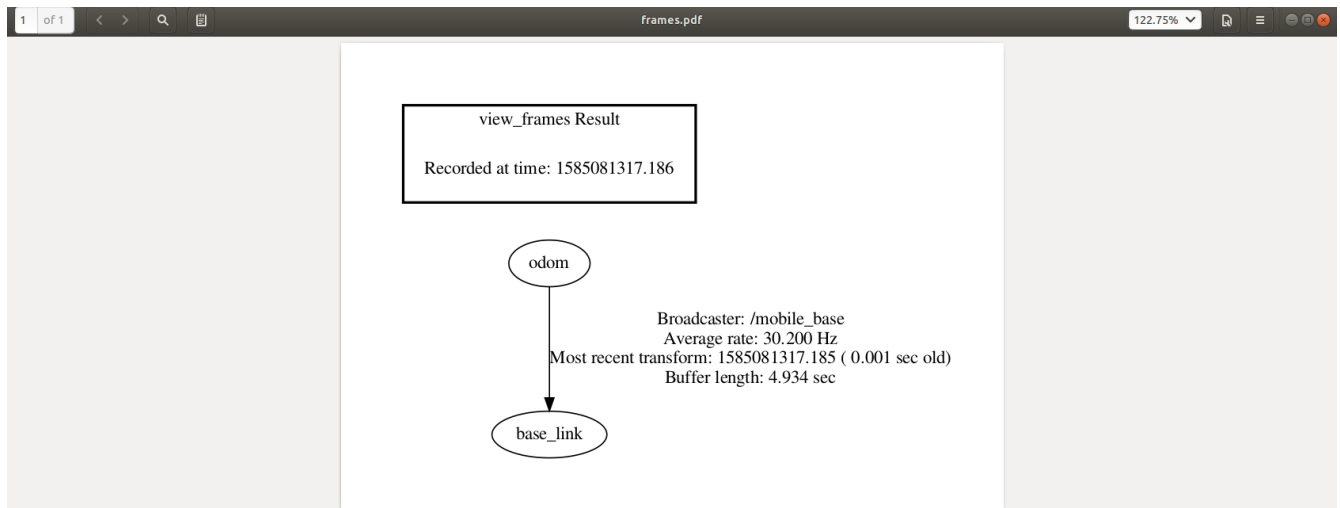 1 of 1
frames.pdf
122.75%
view_frames Result
Recorded at time: 1585081317.186
odom
Broadcaster: /mobile_base
Average rate: 30.200 Hz
Most recent transform: 1585081317.185 ( 0.001 sec old)
Buffer length: 4.934 sec
base_link